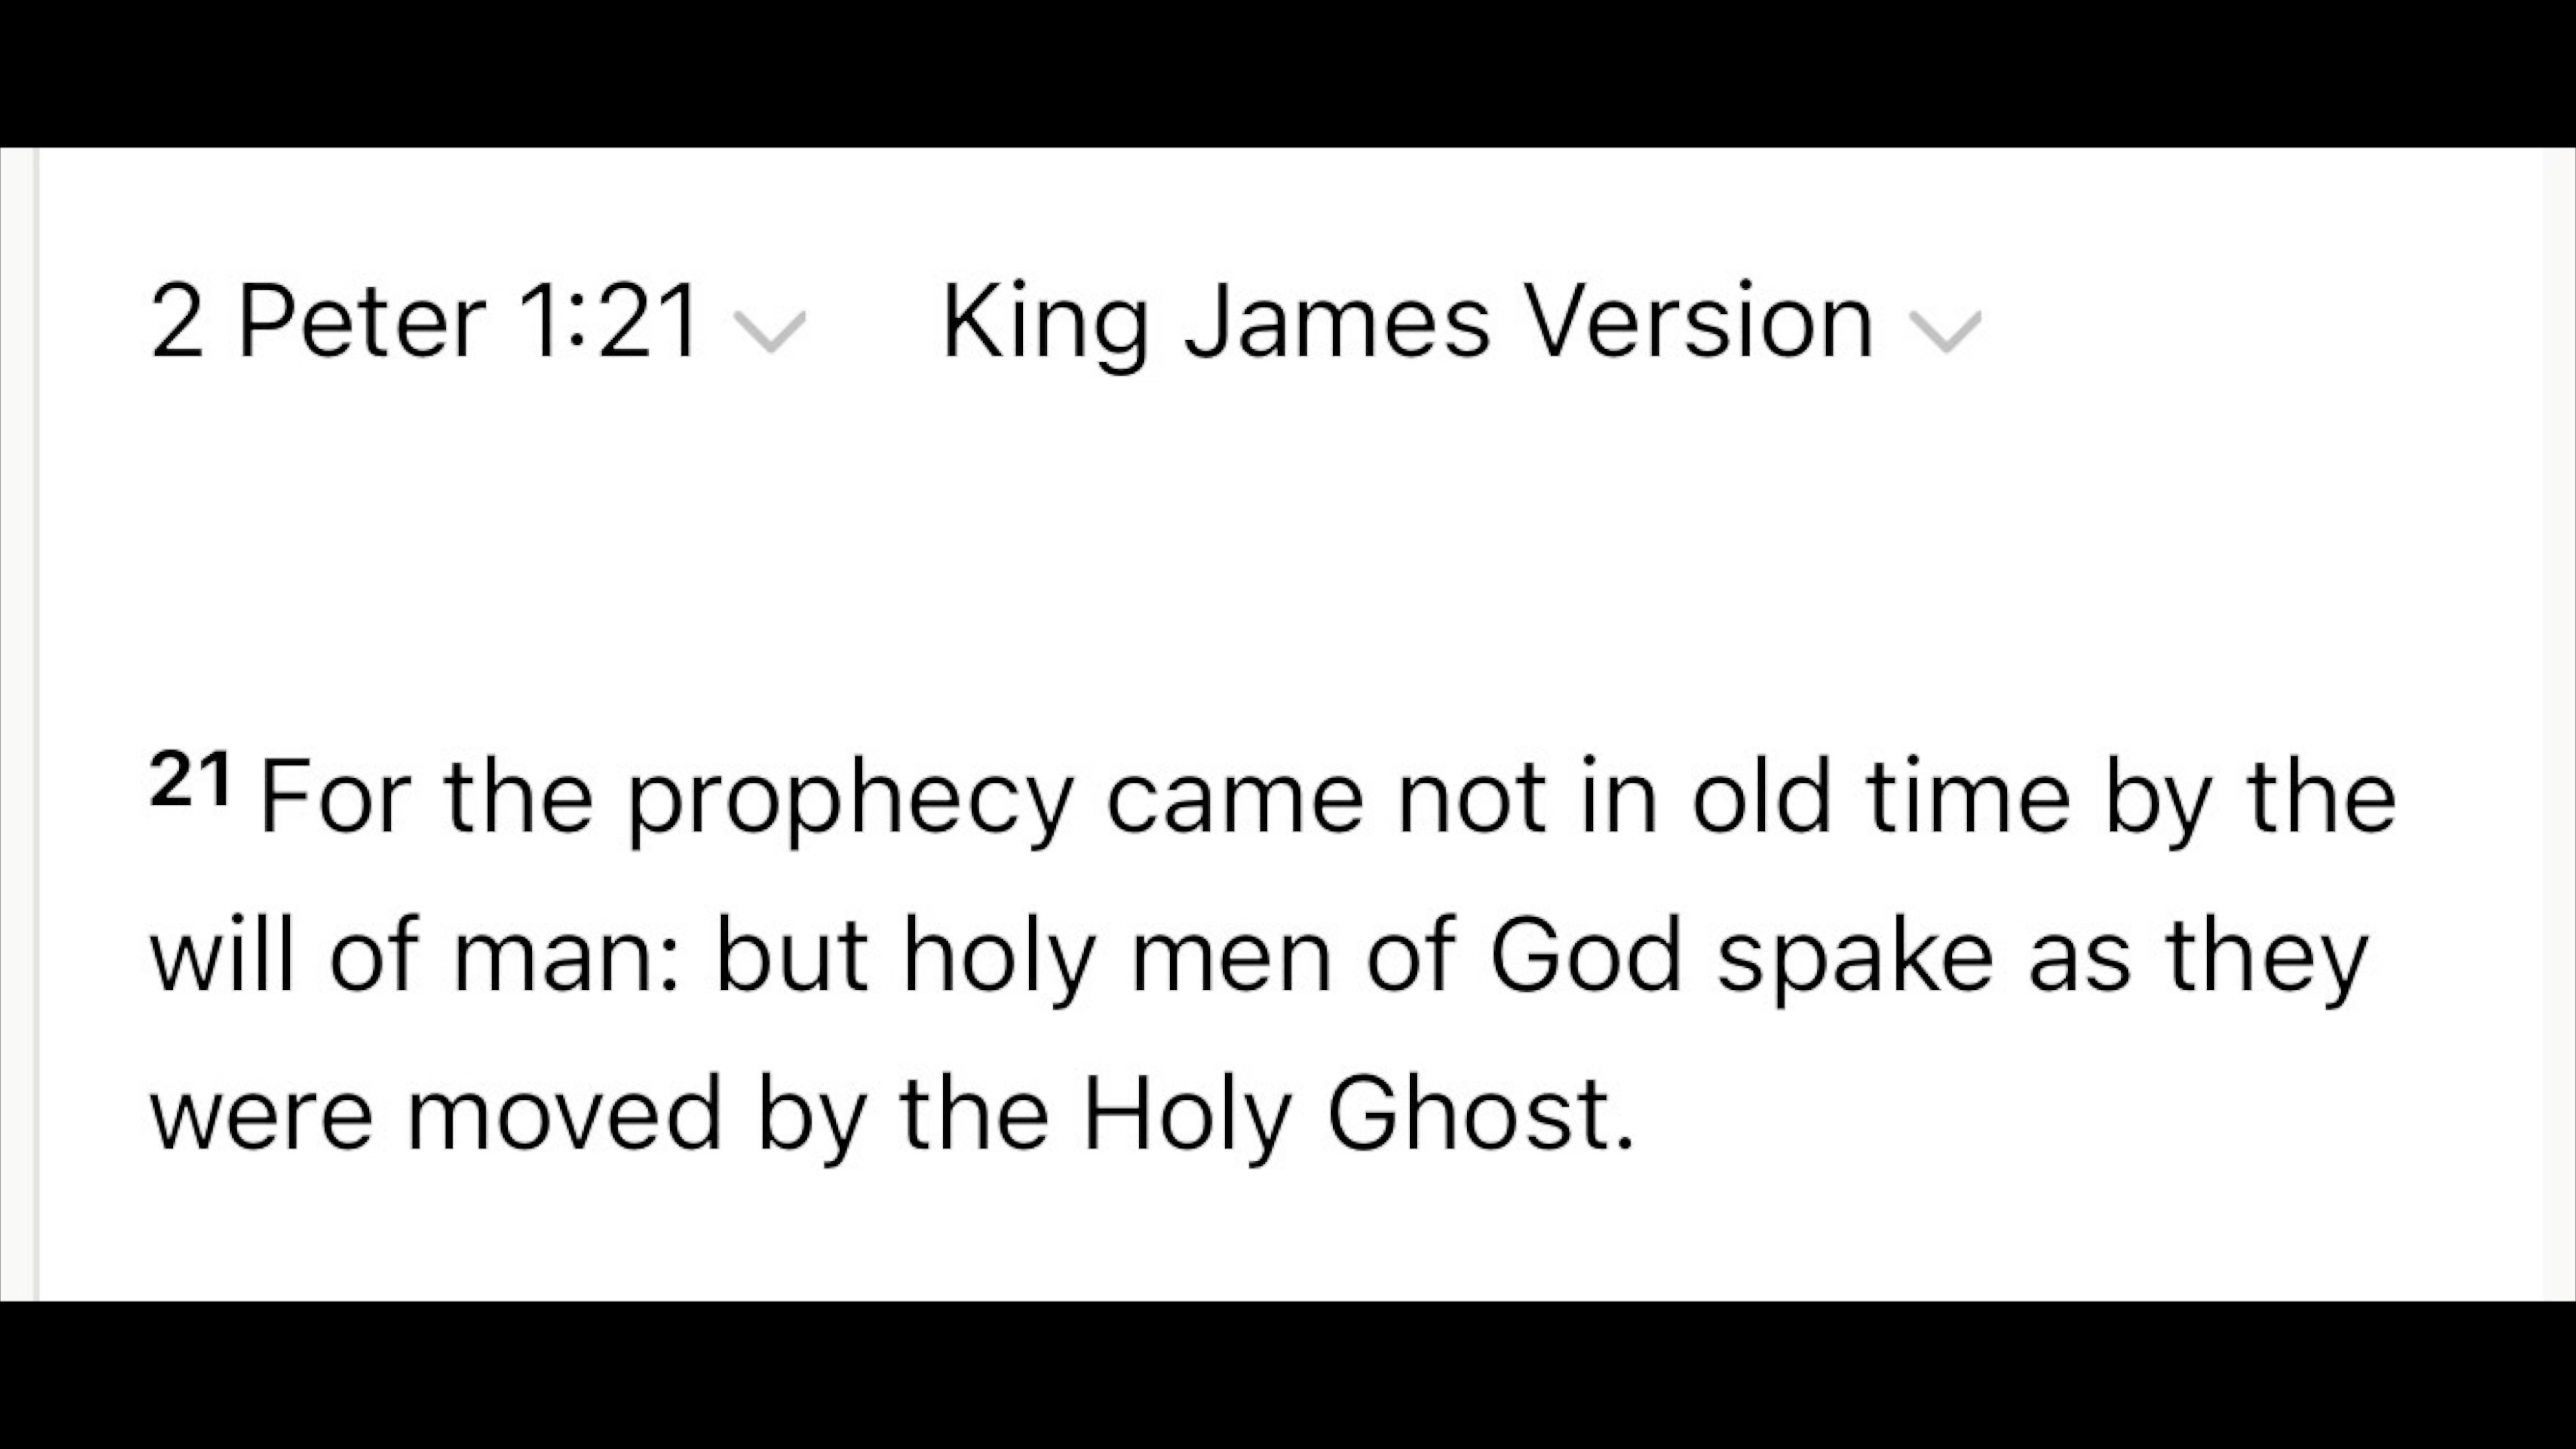 2 Peter 1:21 King James Version
21 For the prophecy came not in old time by the
will of man: but holy men of God spake as they
were moved by the Holy Ghost.